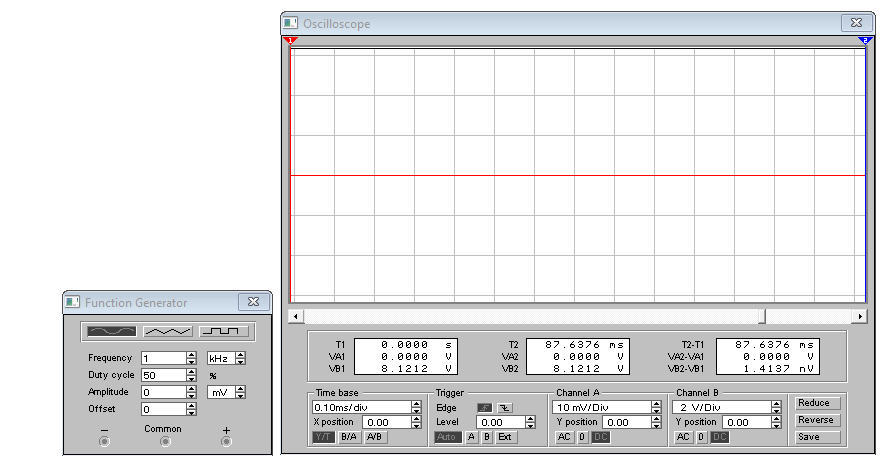 Oscilloscope
1
2
T1 0.0000 s T2 87.6376 ms T2-T1 87.6376 ms
VA1 0.0000 V VA2 0.0000 V VA2-VA1 0.0000 V
VB1 8.1212 V VB2 8.1212 V VB2-VB1 1.4137 nV
Time base
0.10ms/div
X position 0.00
Y/T B/A A/B
Trigger
Edge
Level 0.00
Auto A B Ext
Channel A
10 mV/Div
Y position 0.00
AC 0 DC
Channel B
2 V/Div
Y position 0.00
AC 0 DC
Reduce
Reverse
Save
Function Generator
Frequency 1 kHz
Duty cycle 50 %
Amplitude 0 mV
Offset 0
− Common +